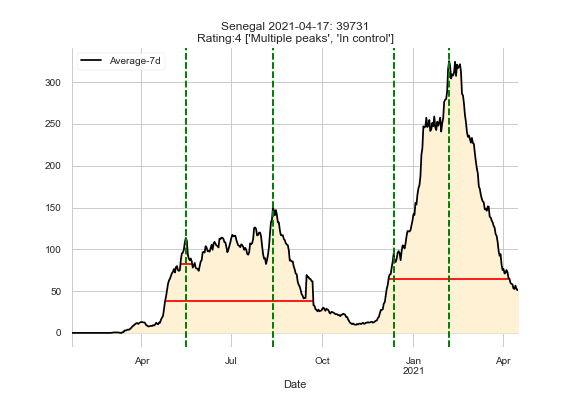 Senegal 2021-04-17: 39731
Rating:4 ['Multiple peaks', 'In control']
Average-7d
300
250
200
150
100
50
0
Apr
Jul
Oct
Jan
2021
Apr
Date